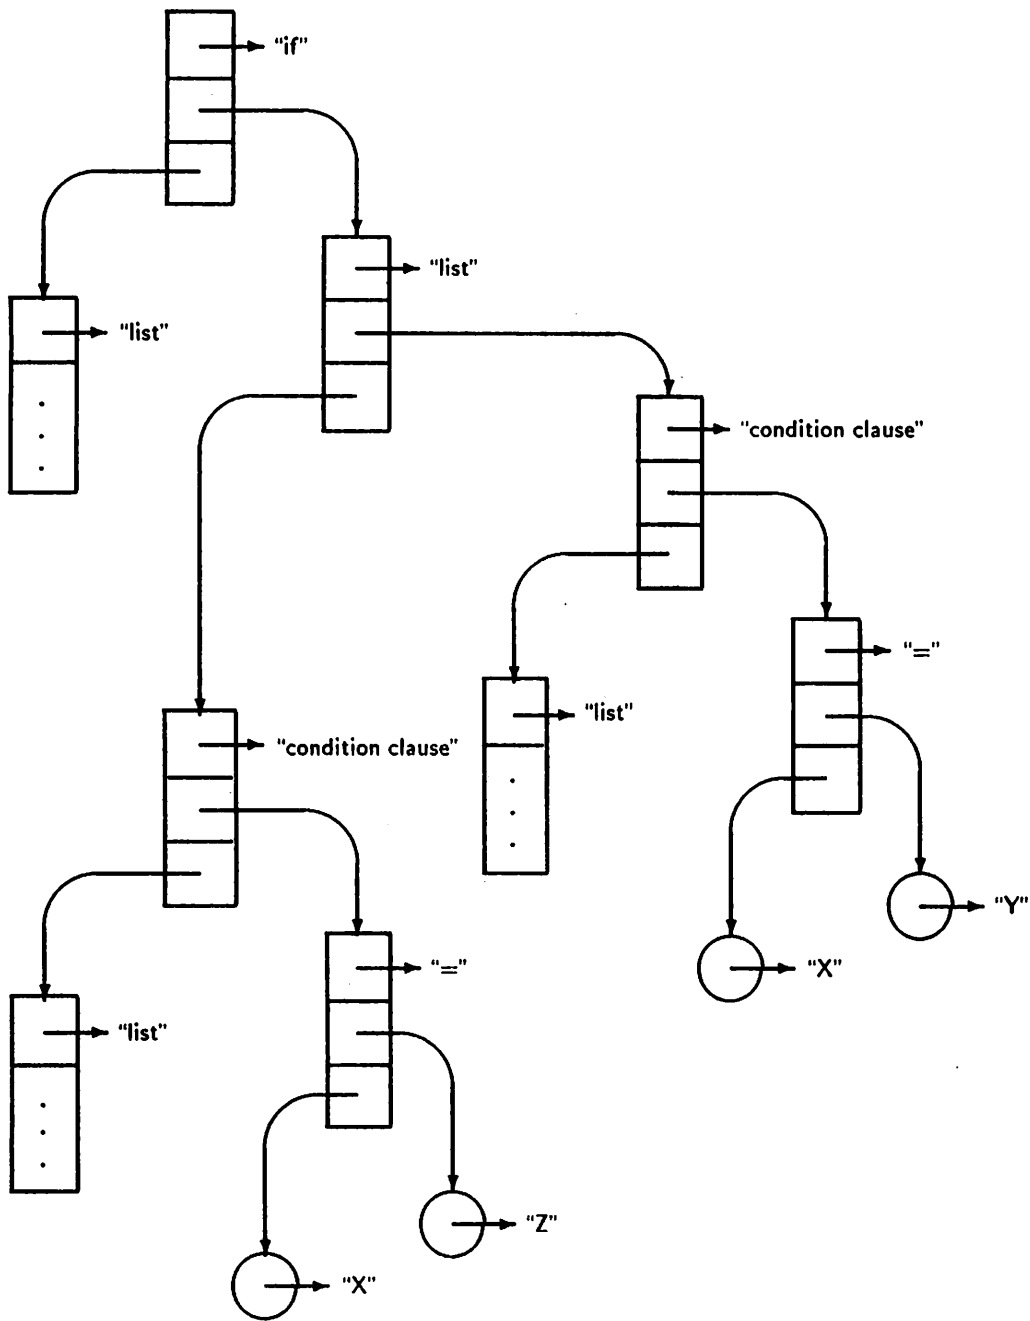 "if"
"list"
"list"
"condition clause"
"="
"list"
"condition clause"
"Y"
"X"
"="
"list"
"Z"
"X"